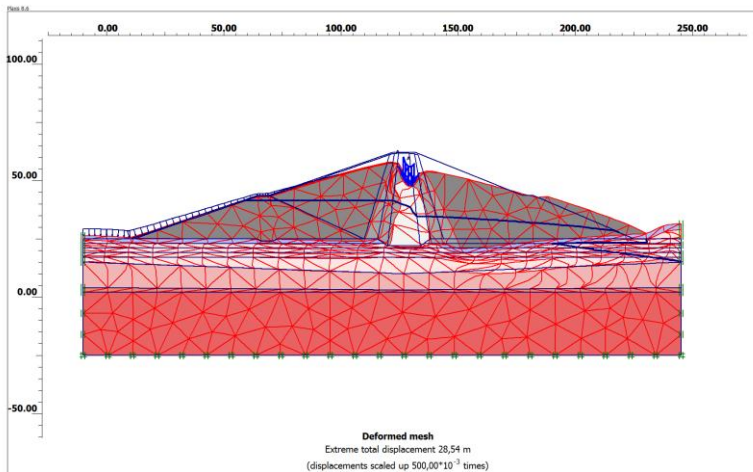 Plaxis 8.6
0.00 50.00 100.00 150.00 200.00 250.00
100.00
50.00
0.00
-50.00
Deformed mesh
Extreme total displacement 28,54 m
(displacements scaled up 500,00*10-3 times)